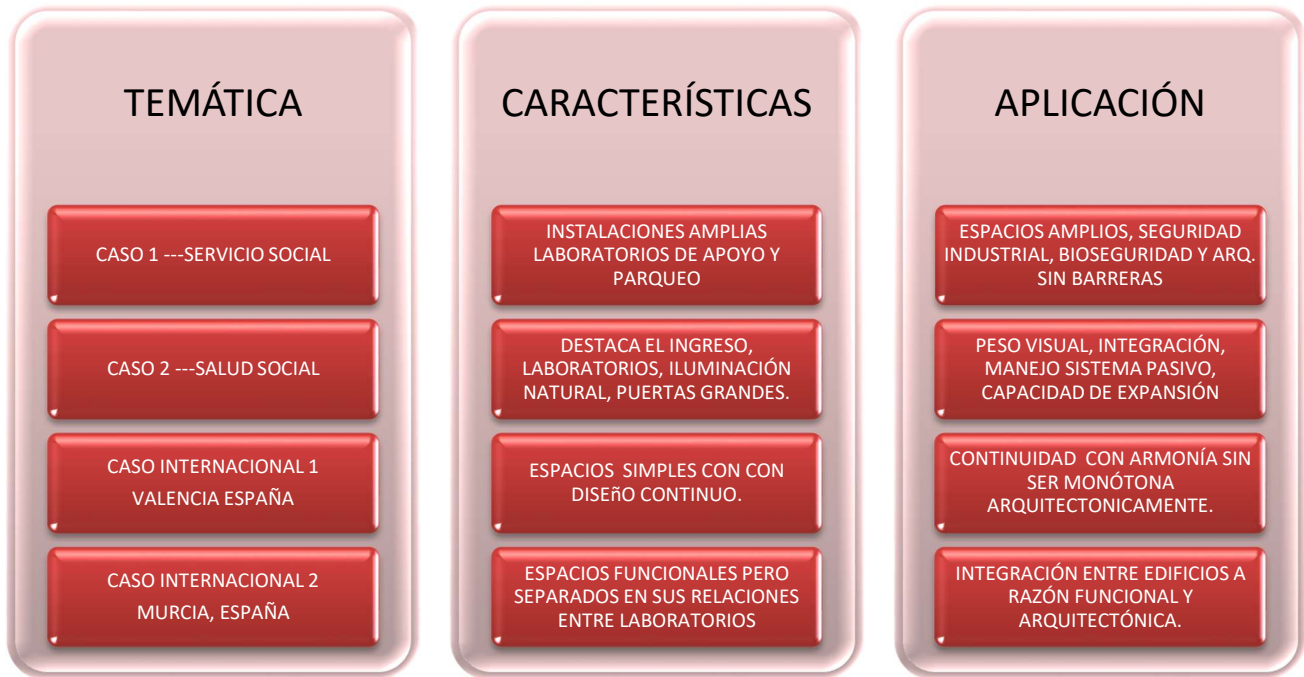 TEMÁTICA
CASO 1 ---SERVICIO SOCIAL
CASO 2 ---SALUD SOCIAL
CASO INTERNACIONAL 1
VALENCIA ESPAÑA
CASO INTERNACIONAL 2
MURCIA, ESPAÑA
CARACTERÍSTICAS
INSTALACIONES AMPLIAS
LABORATORIOS DE APOYO Y
PARQUEO
DESTACA EL INGRESO,
LABORATORIOS, ILUMINACIÓN
NATURAL, PUERTAS GRANDES.
ESPACIOS SIMPLES CON CON
DISEñO CONTINUO.
ESPACIOS FUNCIONALES PERO
SEPARADOS EN SUS RELACIONES
ENTRE LABORATORIOS
APLICACIÓN
ESPACIOS AMPLIOS, SEGURIDAD
INDUSTRIAL, BIOSEGURIDAD Y ARQ.
SIN BARRERAS
PESO VISUAL, INTEGRACIÓN,
MANEJO SISTEMA PASIVO,
CAPACIDAD DE EXPANSIÓN
CONTINUIDAD CON ARMONÍA SIN
SER MONÓTONA
ARQUITECTONICAMENTE.
INTEGRACIÓN ENTRE EDIFICIOS A
RAZÓN FUNCIONAL Y
ARQUITECTÓNICA.